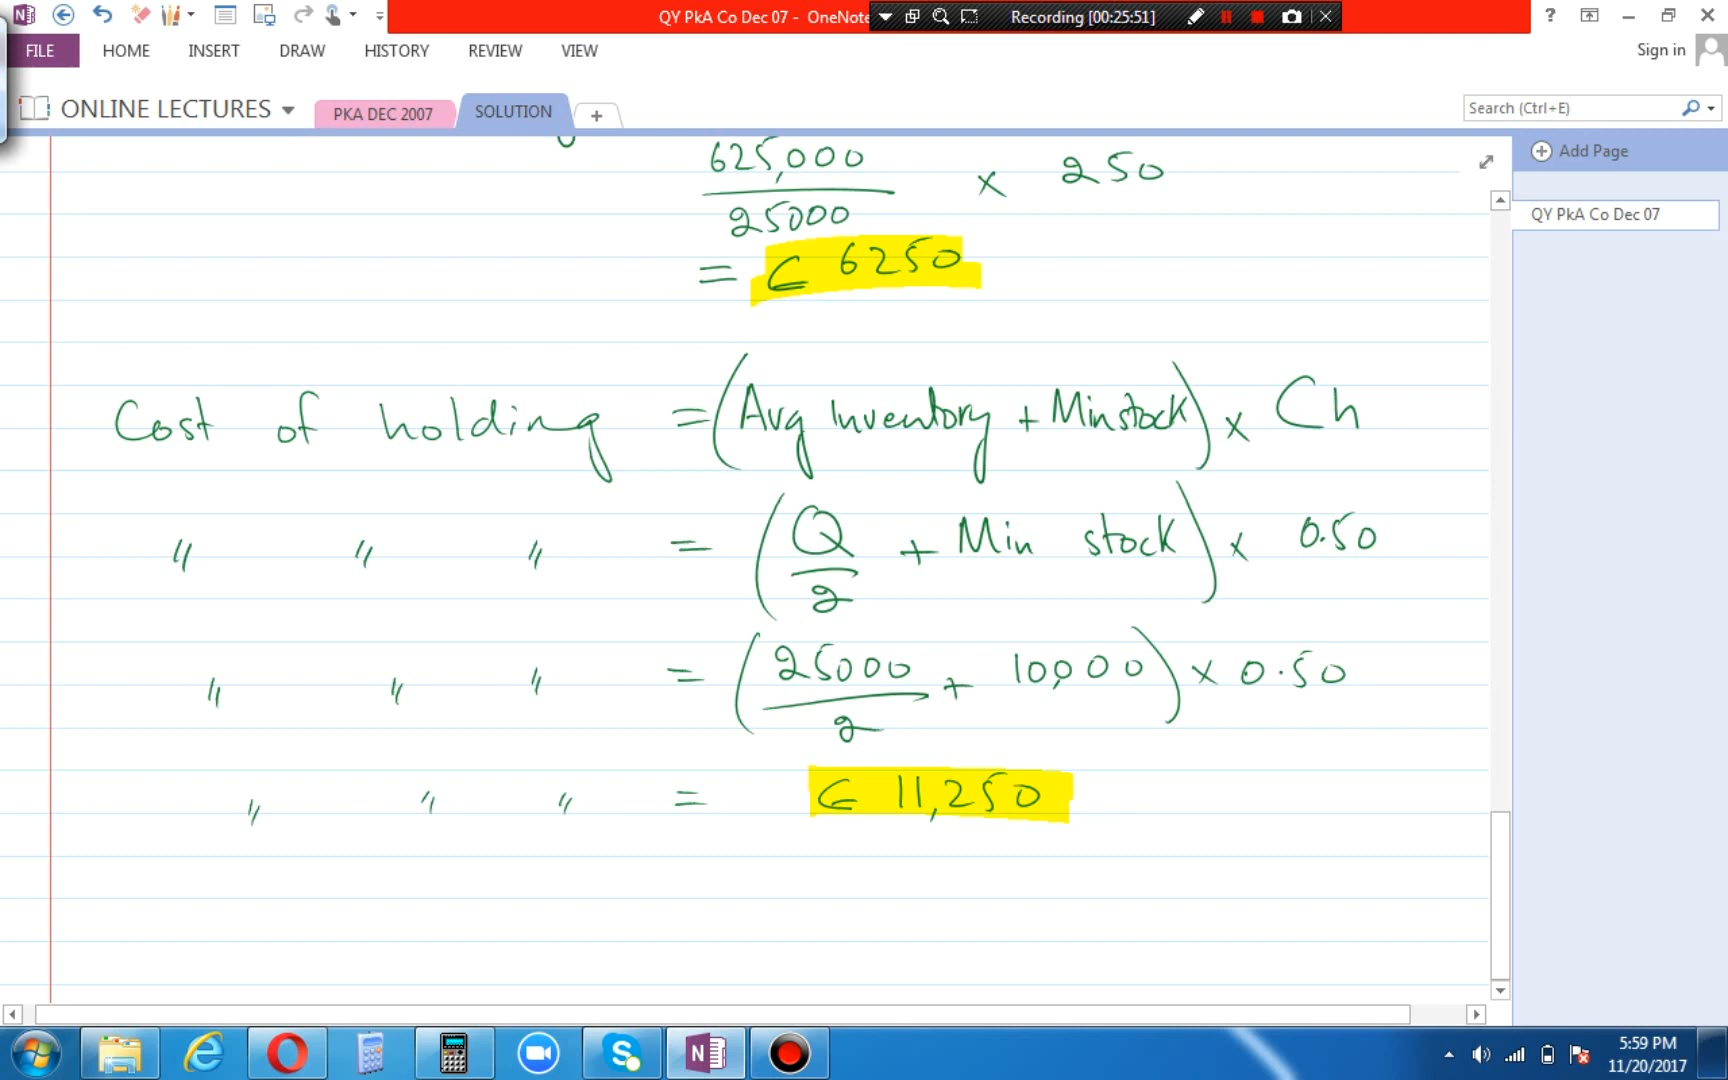 QY PkA Co Dec 07 - OneNote
Recording [00:25:51]
?
FILE HOME INSERT DRAW HISTORY REVIEW VIEW
Sign in
ONLINE LECTURES PKA DEC 2007 SOLUTION +
Search (Ctrl+E)
Add Page
QY PkA Co Dec 07
625,000
25000
× 250
= € 6250
Cost of holding = (Avg Inventory + Min stock) × Ch
" " " = (Q/2 + Min stock) × 0.50
" " " = (25000/2 + 10,000) × 0.50
" " " = € 11,250
5:59 PM
11/20/2017